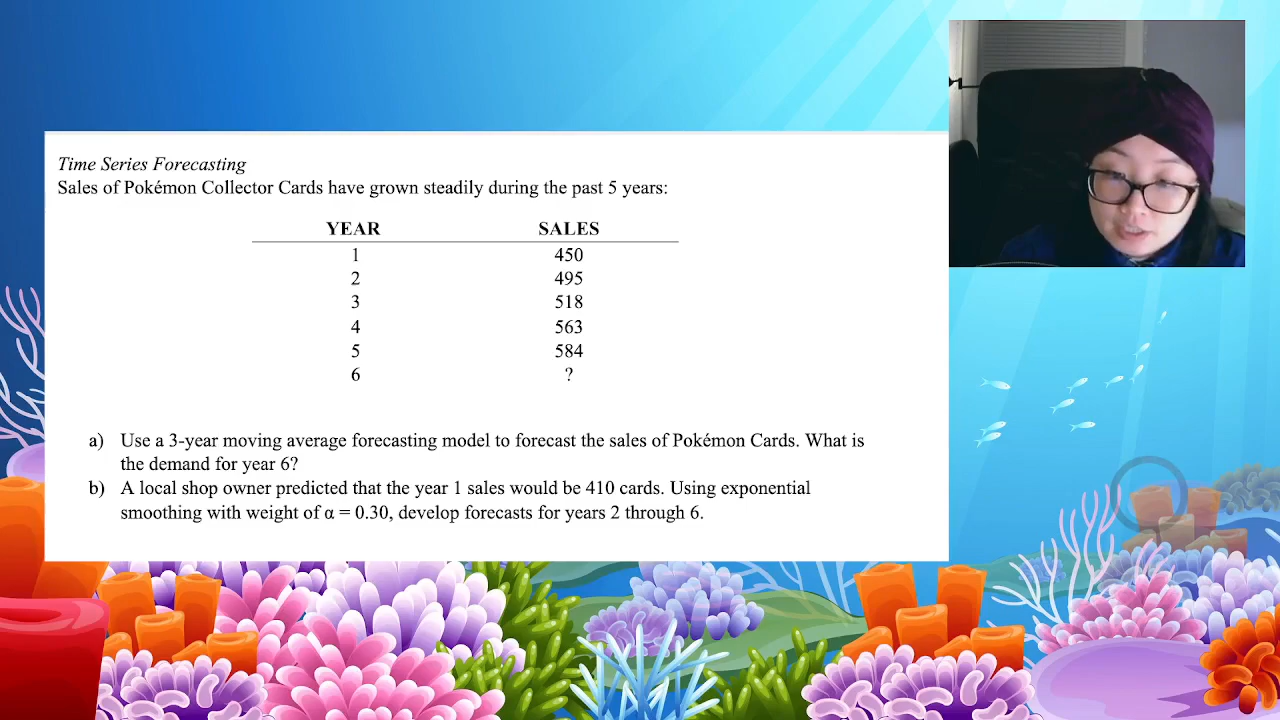 Time Series Forecasting
Sales of Pokémon Collector Cards have grown steadily during the past 5 years:
YEAR SALES
1 450
2 495
3 518
4 563
5 584
6 ?
a) Use a 3-year moving average forecasting model to forecast the sales of Pokémon Cards. What is
the demand for year 6?
b) A local shop owner predicted that the year 1 sales would be 410 cards. Using exponential
smoothing with weight of α = 0.30, develop forecasts for years 2 through 6.